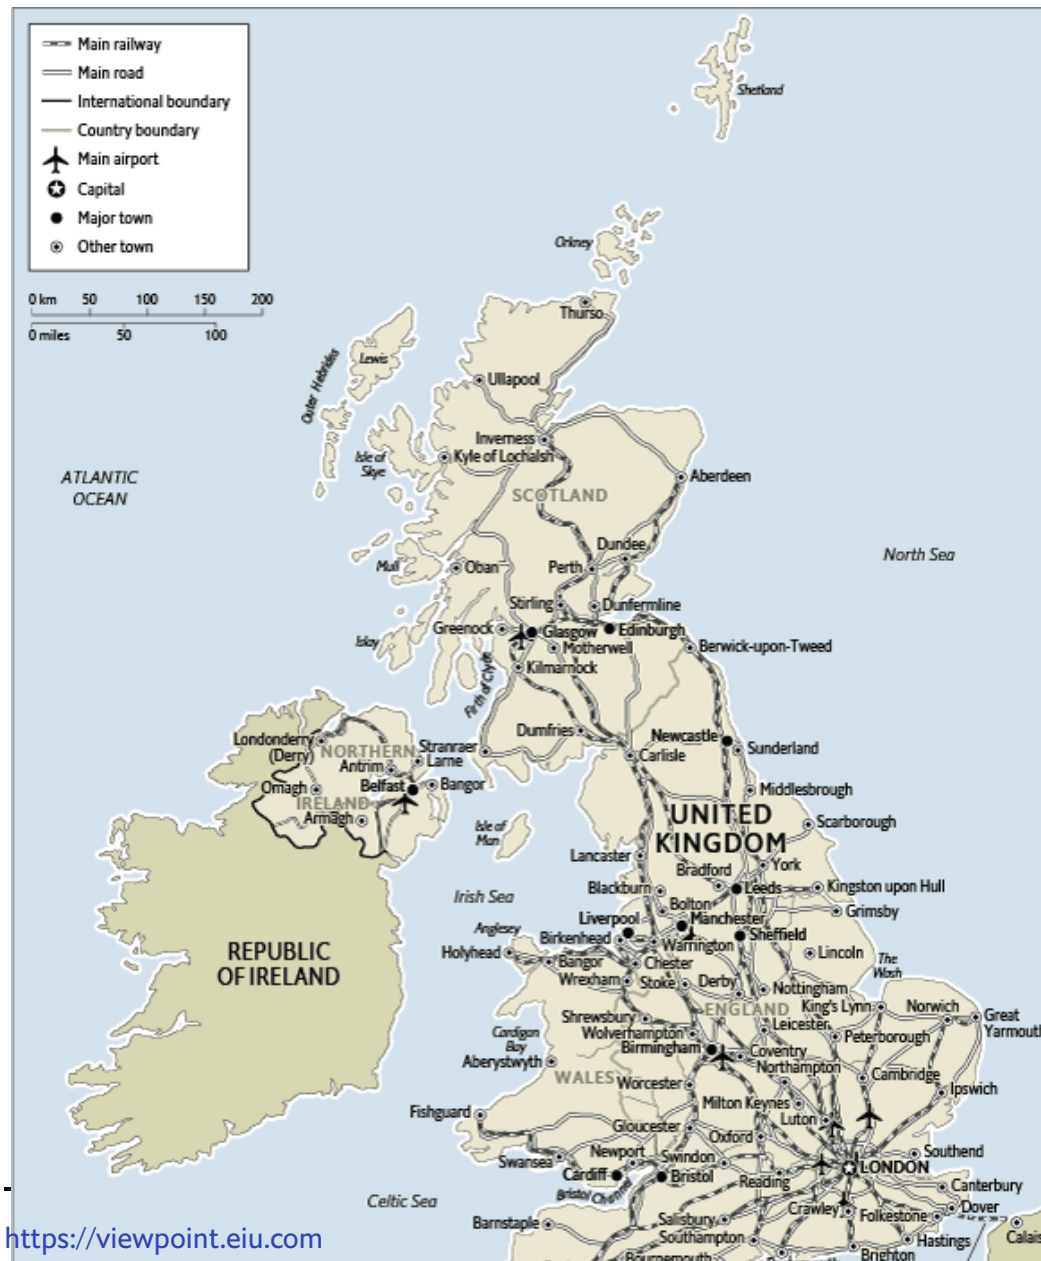 Main railway
Main road
International boundary
Country boundary
Main airport
Capital
Major town
Other town
0 km 50 100 150 200
0 miles 50 100
Shetland
Orkney
Thurso
Lewis
Outer Hebrides
Ullapool
Inverness
Isle of
Skye
Kyle of Lochalsh
ATLANTIC
OCEAN
Aberdeen
SCOTLAND
North Sea
Dundee
Mull
Oban
Perth
Stirling
Dunfermline
Greenock
Glasgow
Edinburgh
Islay
Motherwell
Berwick-upon-Tweed
Kilmarnock
Firth of Clyde
Londonderry
(Derry)
NORTHERN
IRELAND
Stranraer
Dumfries
Newcastle
Sunderland
Carlisle
Larne
Antrim
Omagh
Belfast
Bangor
Armagh
Middlesbrough
UNITED
KINGDOM
Isle of
Man
Scarborough
Lancaster
York
Bradford
Irish Sea
Blackburn
Leeds
Kingston upon Hull
Bolton
Grimsby
Liverpool
Manchester
Anglesey
Birkenhead
Warrington
Sheffield
REPUBLIC
OF IRELAND
Holyhead
Bangor
Chester
Lincoln
The
Wash
Wrexham
Stoke
Derby
Nottingham
King's Lynn
Norwich
Great
Yarmouth
ENGLAND
Shrewsbury
Leicester
Cardigan
Bay
Wolverhampton
Peterborough
Birmingham
Coventry
Aberystwyth
Northampton
WALES
Worcester
Cambridge
Ipswich
Milton Keynes
Fishguard
Luton
Gloucester
Oxford
Newport
Swindon
Southend
Swansea
LONDON
Cardiff
Bristol
Reading
Canterbury
Bristol Channel
Celtic Sea
Crawley
Dover
Folkestone
Barnstaple
Salisbury
Southampton
Hastings
Calais
https://viewpoint.eiu.com
Brighton
Bournemouth